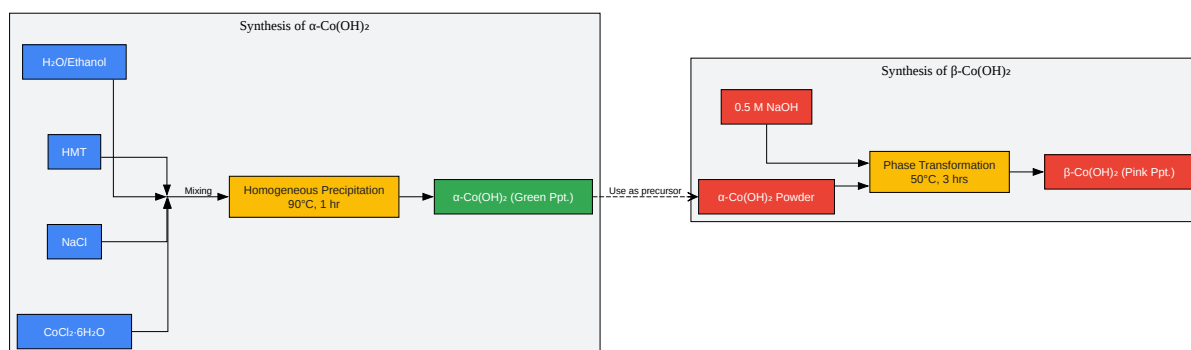 Synthesis of α-Co(OH)₂
H₂O/Ethanol
HMT
NaCl
CoCl₂·6H₂O
Mixing
Homogeneous Precipitation
90°C, 1 hr
α-Co(OH)₂ (Green Ppt.)
Use as precursor
Synthesis of β-Co(OH)₂
0.5 M NaOH
α-Co(OH)₂ Powder
Phase Transformation
50°C, 3 hrs
β-Co(OH)₂ (Pink Ppt.)